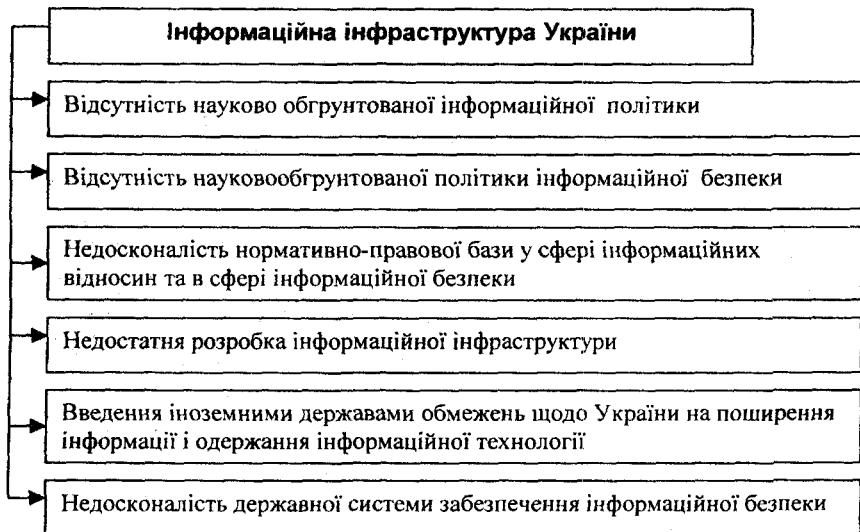 Інформаційна інфраструктура України
Відсутність науково обгрунтованої інформаційної політики
Відсутність науковообгрунтованої політики інформаційної безпеки
Недосконалість нормативно-правової бази у сфері інформаційних
відносин та в сфері інформаційної безпеки
Недостатня розробка інформаційної інфраструктури
Введення іноземними державами обмежень щодо України на поширення
інформації і одержання інформаційної технології
Недосконалість державної системи забезпечення інформаційної безпеки